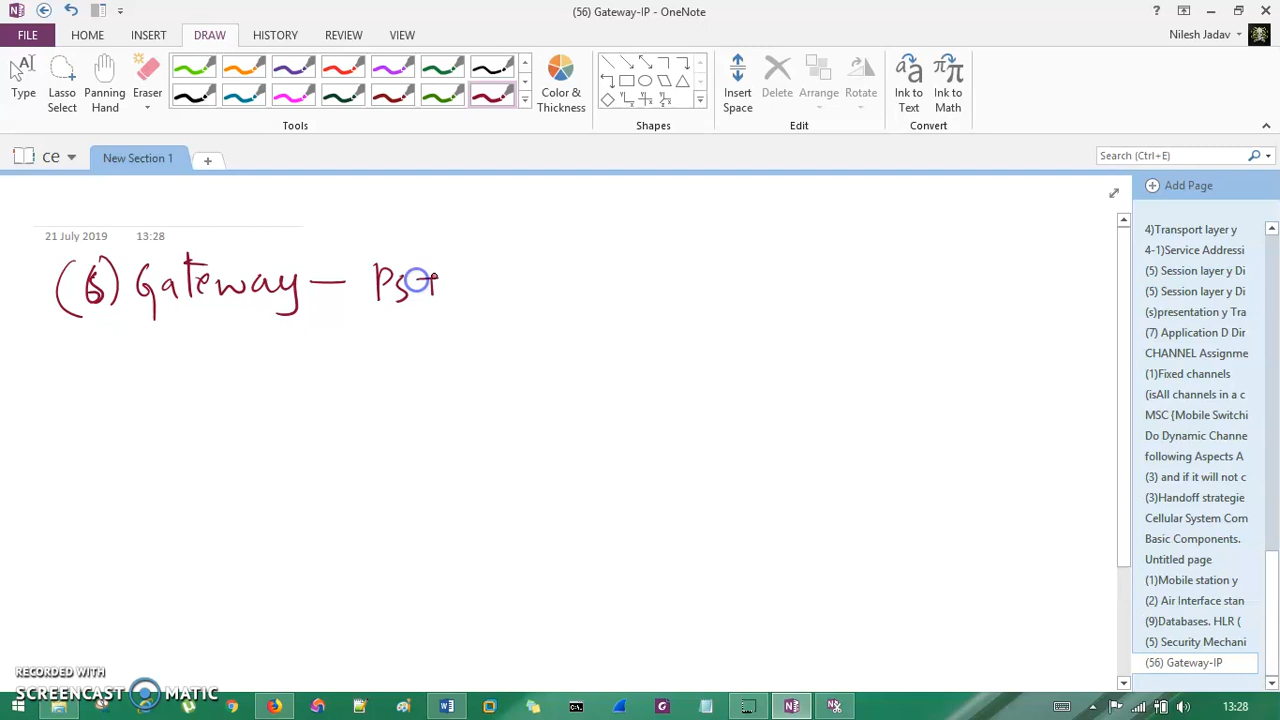 (56) Gateway-IP - OneNote
Nilesh Jadav
FILE HOME INSERT DRAW HISTORY REVIEW VIEW
Type
Lasso Select
Panning Hand
Eraser
Color & Thickness
Insert Space
Delete
Arrange
Rotate
Ink to Text
Ink to Math
Tools
Shapes
Edit
Convert
ce
New Section 1
Search (Ctrl+E)
21 July 2019 13:28
(6) Gateway — PST
Add Page
4)Transport layer y
4-1)Service Addressi
(5) Session layer y Di
(5) Session layer y Di
(s)presentation y Tra
(7) Application D Dir
CHANNEL Assignme
(1)Fixed channels
(isAll channels in a c
MSC {Mobile Switchi
Do Dynamic Channe
following Aspects A
(3) and if it will not c
(3)Handoff strategie
Cellular System Com
Basic Components.
Untitled page
(1)Mobile station y
(2) Air Interface stan
(9)Databases. HLR (
(5) Security Mechani
(56) Gateway-IP
RECORDED WITH
SCREENCAST MATIC
13:28